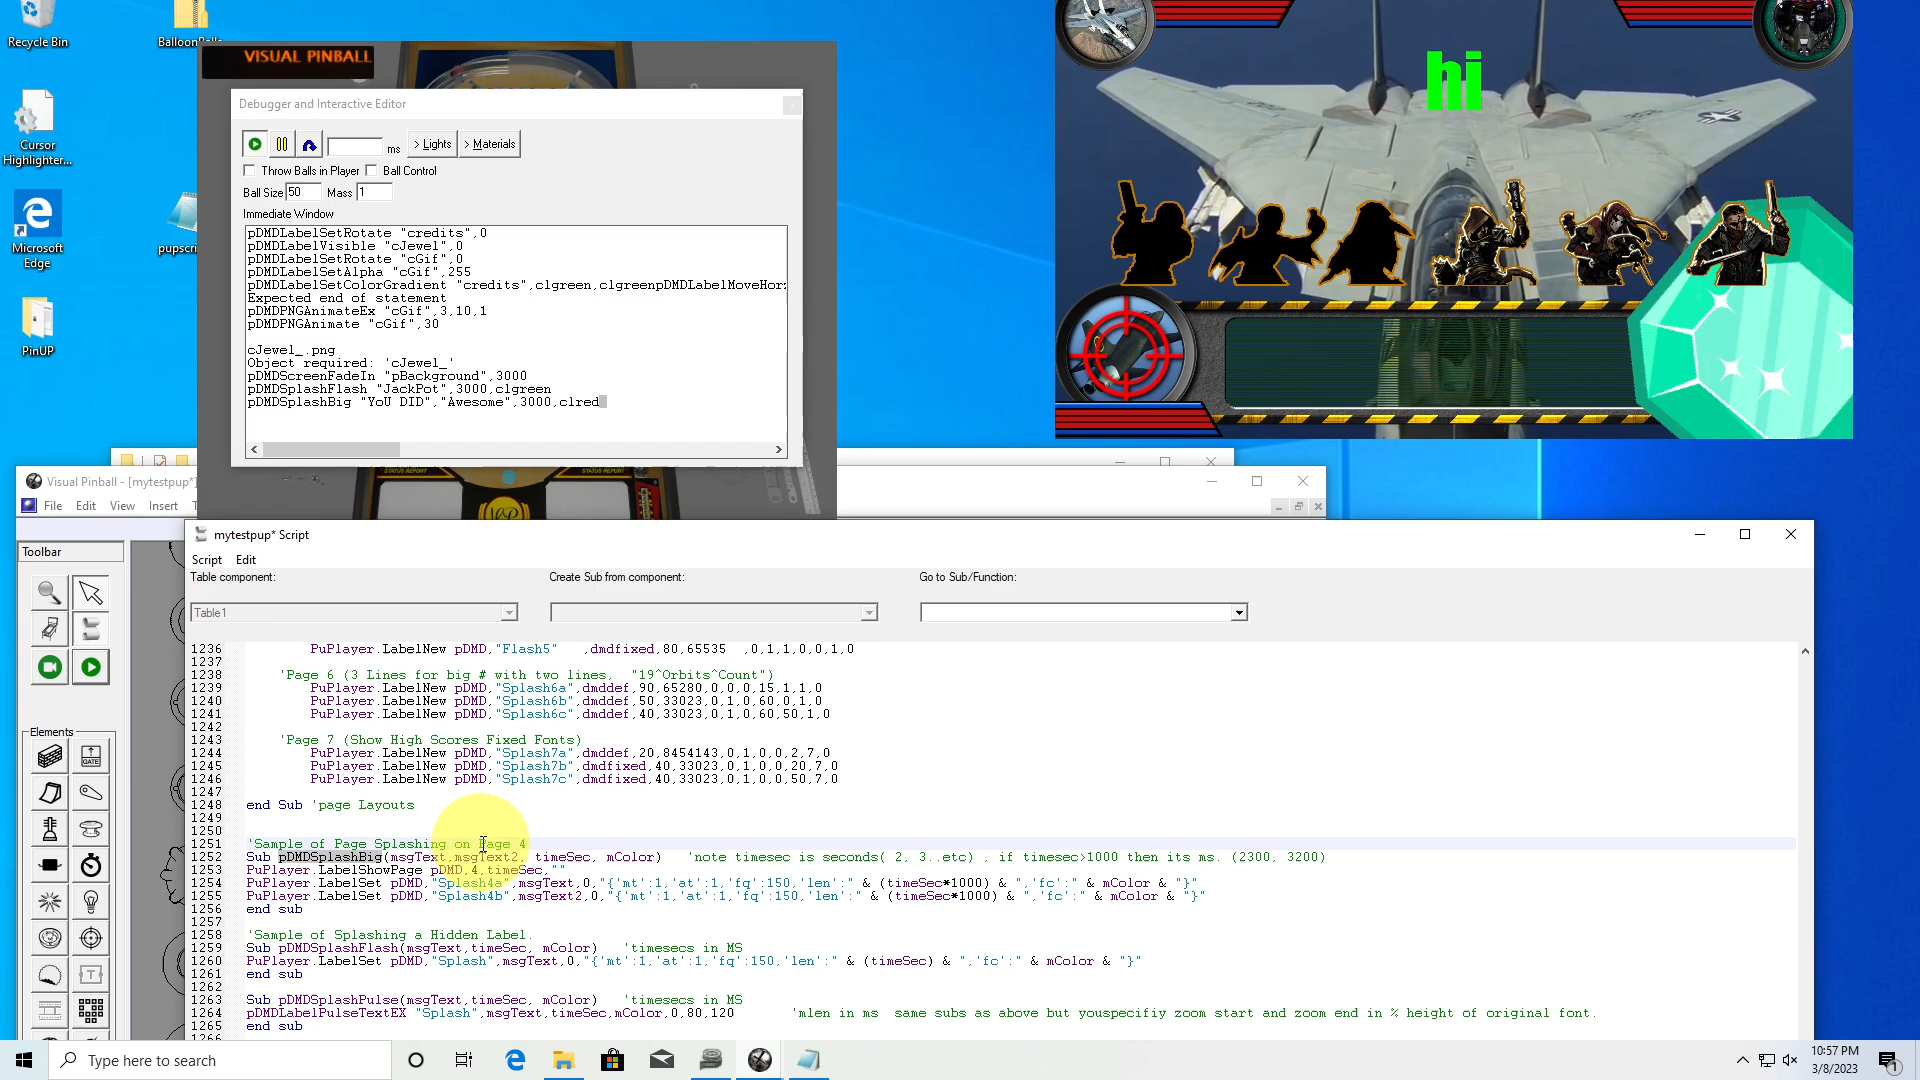 Recycle Bin
Cursor
Highlighter...
Microsoft
Edge
PinUP
VISUAL PINBALL
Debugger and Interactive Editor
ms
> Lights
> Materials
Throw Balls in Player
Ball Control
Ball Size
50
Mass
1
Immediate Window
pDMDLabelSetRotate "credits",0
pDMDLabelVisible "cJewel",0
pDMDLabelSetRotate "cGif",0
pDMDLabelSetAlpha "cGif",255
pDMDLabelSetColorGradient "credits",clgreen,clgreenpDMDLabelMoveHor
Expected end of statement
pDMDPNGAnimateEx "cGif",3,10,1
pDMDPNGAnimate "cGif",30
cJewel_.png
Object required: 'cJewel_'
pDMDScreenFadeIn "pBackground",3000
pDMDSplashFlash "JackPot",3000,clgreen
pDMDSplashBig "YoU DID","Awesome",3000,clred
hi
STATUS REPORT
STATUS REPORT
Visual Pinball - [mytestpup*]
File Edit View Insert
Toolbar
Elements
GATE
T
mytestpup* Script
Script Edit
Table component:
Create Sub from component:
Go to Sub/Function:
Table1
1236 PuPlayer.LabelNew pDMD,"Flash5" ,dmdfixed,80,65535 ,0,1,1,0,0,1,0
1237
1238 'Page 6 (3 Lines for big # with two lines, "19^Orbits^Count")
1239 PuPlayer.LabelNew pDMD,"Splash6a",dmddef,90,65280,0,0,0,15,1,1,0
1240 PuPlayer.LabelNew pDMD,"Splash6b",dmddef,50,33023,0,1,0,60,0,1,0
1241 PuPlayer.LabelNew pDMD,"Splash6c",dmddef,40,33023,0,1,0,60,50,1,0
1242
1243 'Page 7 (Show High Scores Fixed Fonts)
1244 PuPlayer.LabelNew pDMD,"Splash7a",dmddef,20,8454143,0,1,0,0,2,7,0
1245 PuPlayer.LabelNew pDMD,"Splash7b",dmdfixed,40,33023,0,1,0,0,20,7,0
1246 PuPlayer.LabelNew pDMD,"Splash7c",dmdfixed,40,33023,0,1,0,0,50,7,0
1247
1248 end Sub 'page Layouts
1249
1250
1251 'Sample of Page Splashing on Page 4
1252 Sub pDMDSplashBig(msgText,msgText2, timeSec, mColor) 'note timesec is seconds( 2, 3..etc) , if timesec>1000 then its ms. (2300, 3200)
1253 PuPlayer.LabelShowPage pDMD,4,timeSec,""
1254 PuPlayer.LabelSet pDMD,"Splash4a",msgText,0,"{'mt':1,'at':1,'fq':150,'len':" & (timeSec*1000) & ",'fc':" & mColor & "}"
1255 PuPlayer.LabelSet pDMD,"Splash4b",msgText2,0,"{'mt':1,'at':1,'fq':150,'len':" & (timeSec*1000) & ",'fc':" & mColor & "}"
1256 end sub
1257
1258 'Sample of Splashing a Hidden Label.
1259 Sub pDMDSplashFlash(msgText,timeSec, mColor) 'timesecs in MS
1260 PuPlayer.LabelSet pDMD,"Splash",msgText,0,"{'mt':1,'at':1,'fq':150,'len':" & (timeSec) & ",'fc':" & mColor & "}"
1261 end sub
1262
1263 Sub pDMDSplashPulse(msgText,timeSec, mColor) 'timesecs in MS
1264 pDMDLabelPulseTextEX "Splash",msgText,timeSec,mColor,0,80,120 'mlen in ms same subs as above but youspecifiy zoom start and zoom end in % height of original font.
1265 end sub
1266
Type here to search
10:57 PM
3/8/2023
1